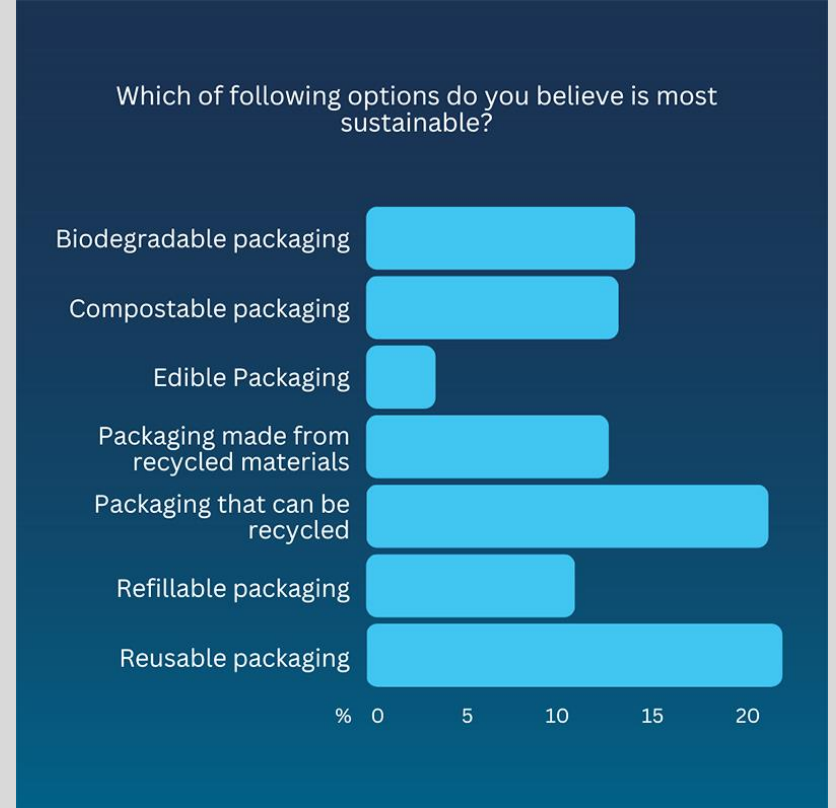 Which of following options do you believe is most
sustainable?
Biodegradable packaging
Compostable packaging
Edible Packaging
Packaging made from
recycled materials
Packaging that can be
recycled
Refillable packaging
Reusable packaging
% 0 5 10 15 20